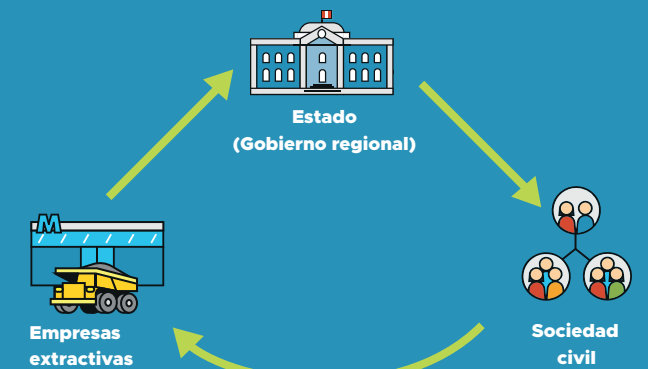 Estado
(Gobierno regional)
M
Empresas
extractivas
Sociedad
civil